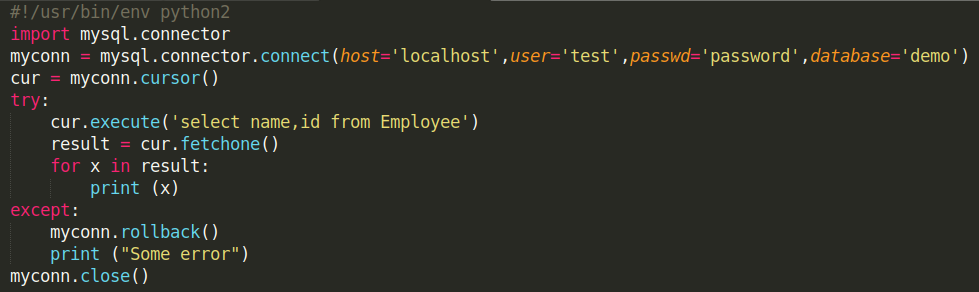 #!/usr/bin/env python2
import mysql.connector
myconn = mysql.connector.connect(host='localhost',user='test',passwd='password',database='demo')
cur = myconn.cursor()
try:
    cur.execute('select name,id from Employee')
    result = cur.fetchone()
    for x in result:
        print (x)
except:
    myconn.rollback()
    print ("Some error")
myconn.close()